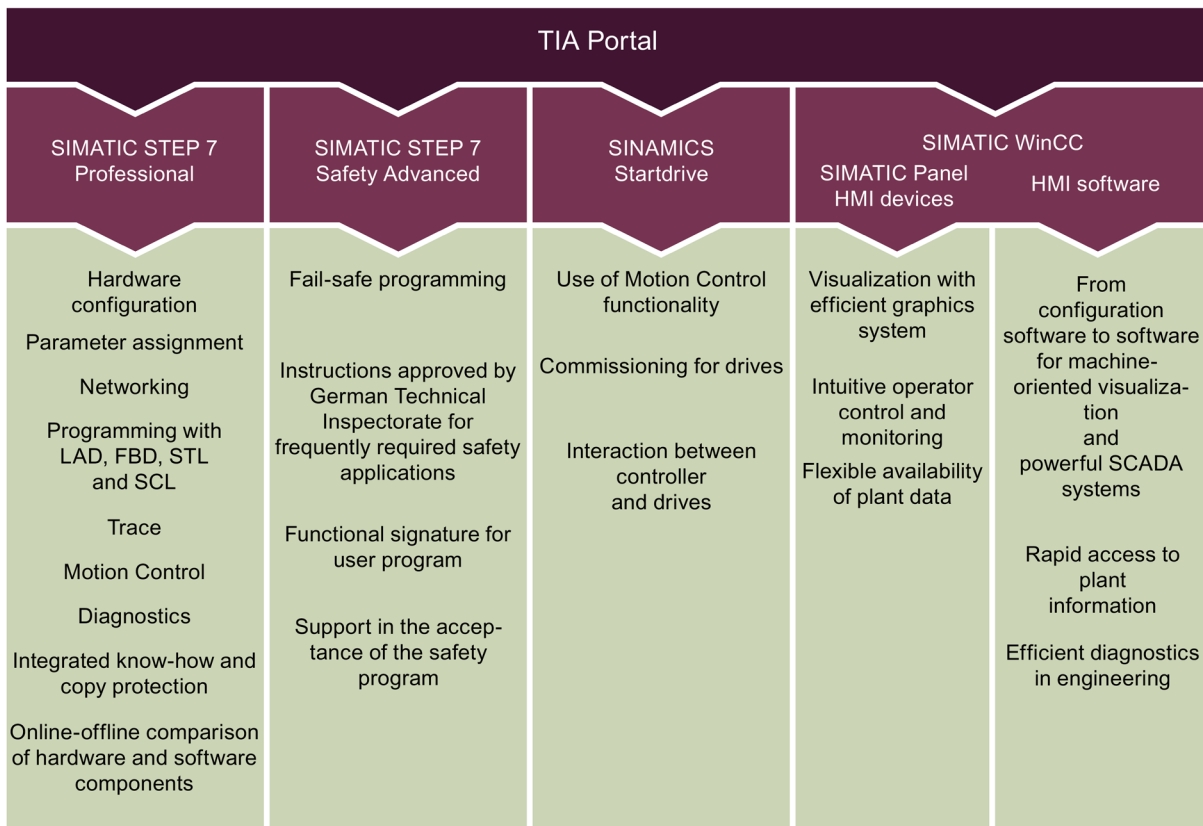 TIA Portal
SIMATIC STEP 7
Professional
SIMATIC STEP 7
Safety Advanced
SINAMICS
Startdrive
SIMATIC WinCC
SIMATIC Panel
HMI devices
HMI software
Hardware
configuration
Parameter assignment
Networking
Programming with
LAD, FBD, STL
and SCL
Trace
Motion Control
Diagnostics
Integrated know-how and
copy protection
Online-offline comparison
of hardware and software
components
Fail-safe programming
Instructions approved by
German Technical
Inspectorate for
frequently required safety
applications
Functional signature for
user program
Support in the accep-
tance of the safety
program
Use of Motion Control
functionality
Commissioning for drives
Interaction between
controller
and drives
Visualization with
efficient graphics
system
Intuitive operator
control and
monitoring
Flexible availability
of plant data
From
configuration
software to software
for machine-
oriented visualiza-
tion
and
powerful SCADA
systems
Rapid access to
plant
information
Efficient diagnostics
in engineering